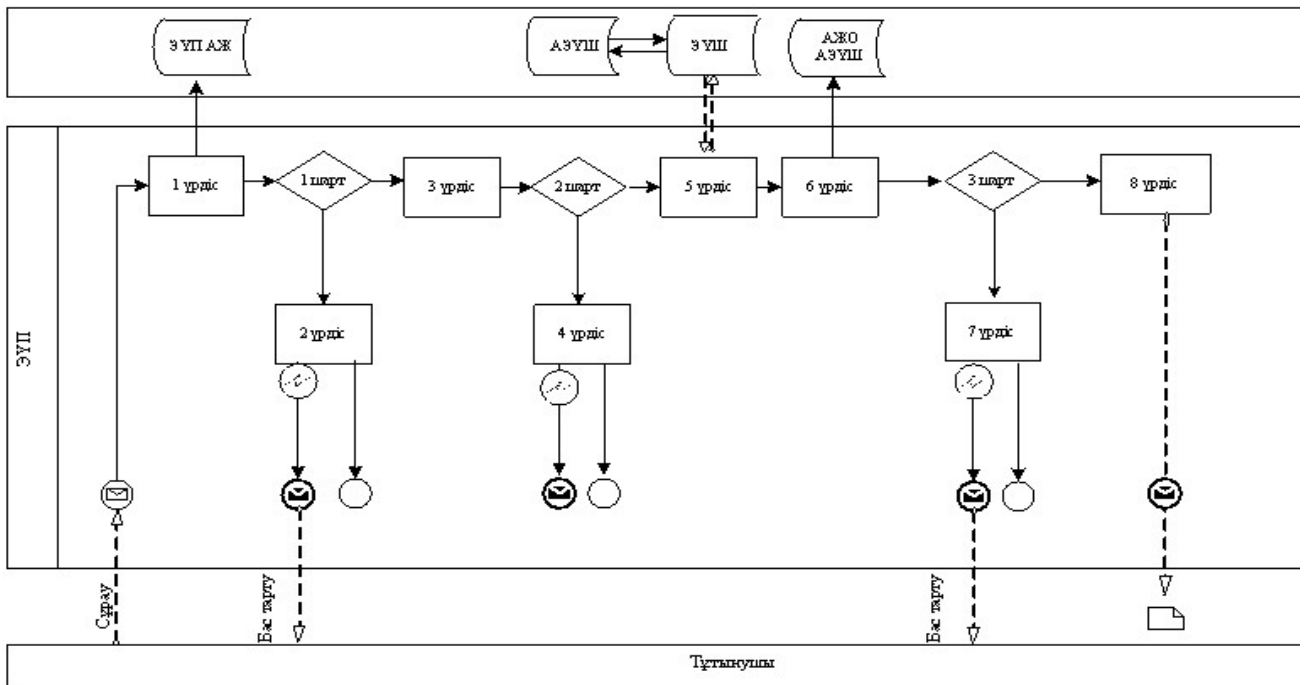 ЭҮП АЖ
АЭҮШ
ЭҮШ
АЖО
АЭҮШ
1 үрдіс
1 шарт
3 үрдіс
2 шарт
5 үрдіс
6 үрдіс
3 шарт
8 үрдіс
2 үрдіс
4 үрдіс
7 үрдіс
ЭҮП
Сұрау
Бас тарту
Бас тарту
Тұтынушы